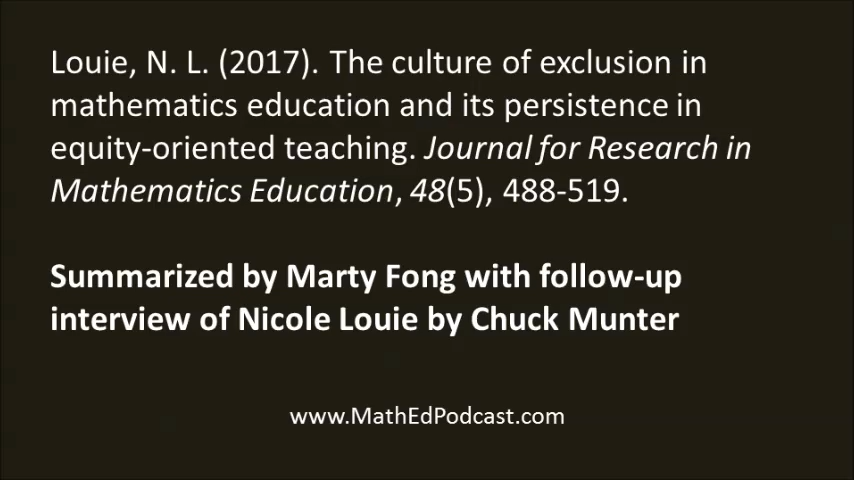 Louie, N. L. (2017). The culture of exclusion in
mathematics education and its persistence in
equity-oriented teaching. Journal for Research in
Mathematics Education, 48(5), 488-519.
Summarized by Marty Fong with follow-up
interview of Nicole Louie by Chuck Munter
www.MathEdPodcast.com